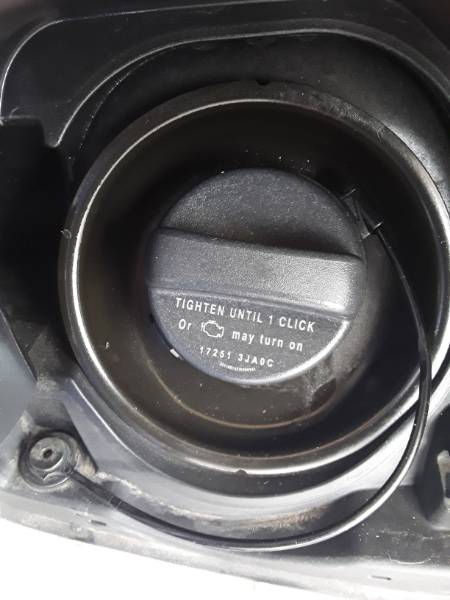 TIGHTEN UNTIL 1 CLICK
Or may turn on
17251 3JA0C